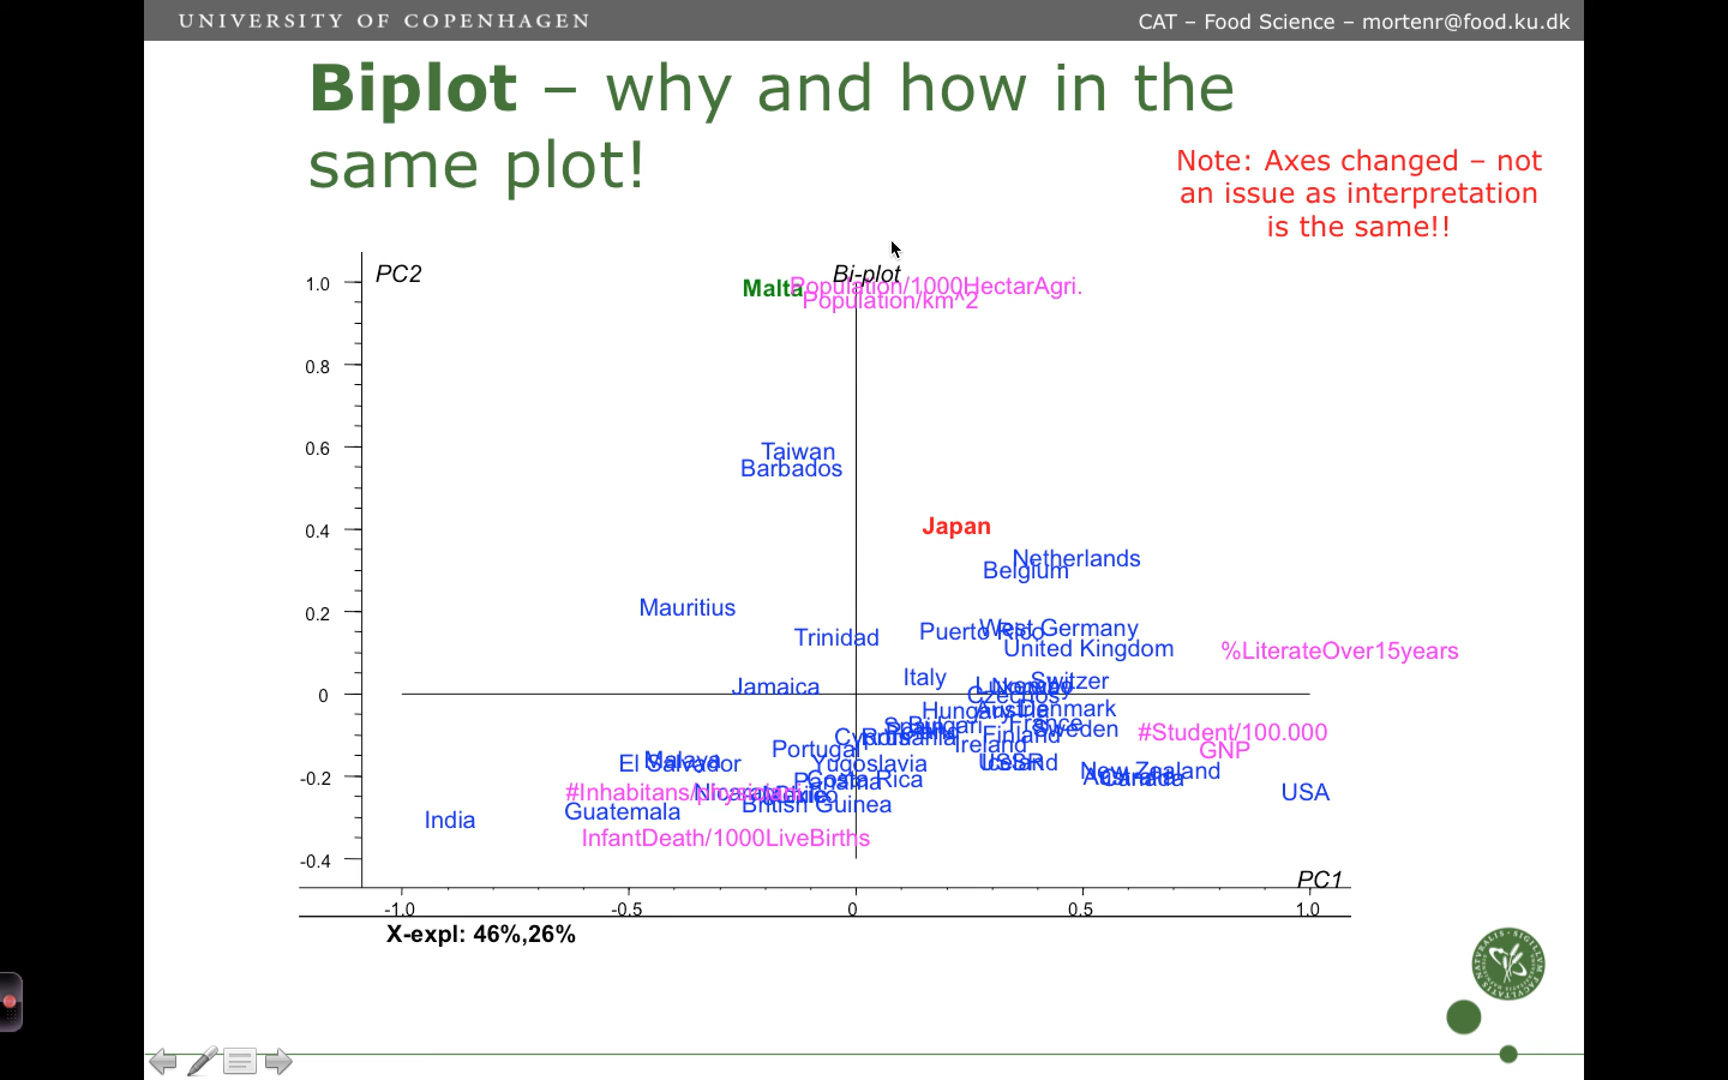 UNIVERSITY OF COPENHAGEN
CAT – Food Science – mortenr@food.ku.dk
Biplot – why and how in the
same plot!
Note: Axes changed – not
an issue as interpretation
is the same!!
PC2
Bi-plot
1.0
Malta
Population/1000HectarAgri.
Population/km^2
0.8
0.6
Taiwan
Barbados
0.4
Japan
Netherlands
Belgium
0.2
Mauritius
Trinidad
Puerto Rico
West Germany
United Kingdom
%LiterateOver15years
Italy
Switzer
Jamaica
Norway
0
Czechos
Hungary
Denmark
France
Bulgari
Sweden
#Student/100.000
Finland
Ireland
GNP
Portugal
Malaya
El Salvador
Yugoslavia
USSR
Iceland
New Zealand
Canada
-0.2
Costa Rica
Panama
#Inhabitans/physician
Mexico
USA
British Guinea
Guatemala
India
InfantDeath/1000LiveBirths
-0.4
PC1
-1.0
-0.5
0
0.5
1.0
X-expl: 46%,26%